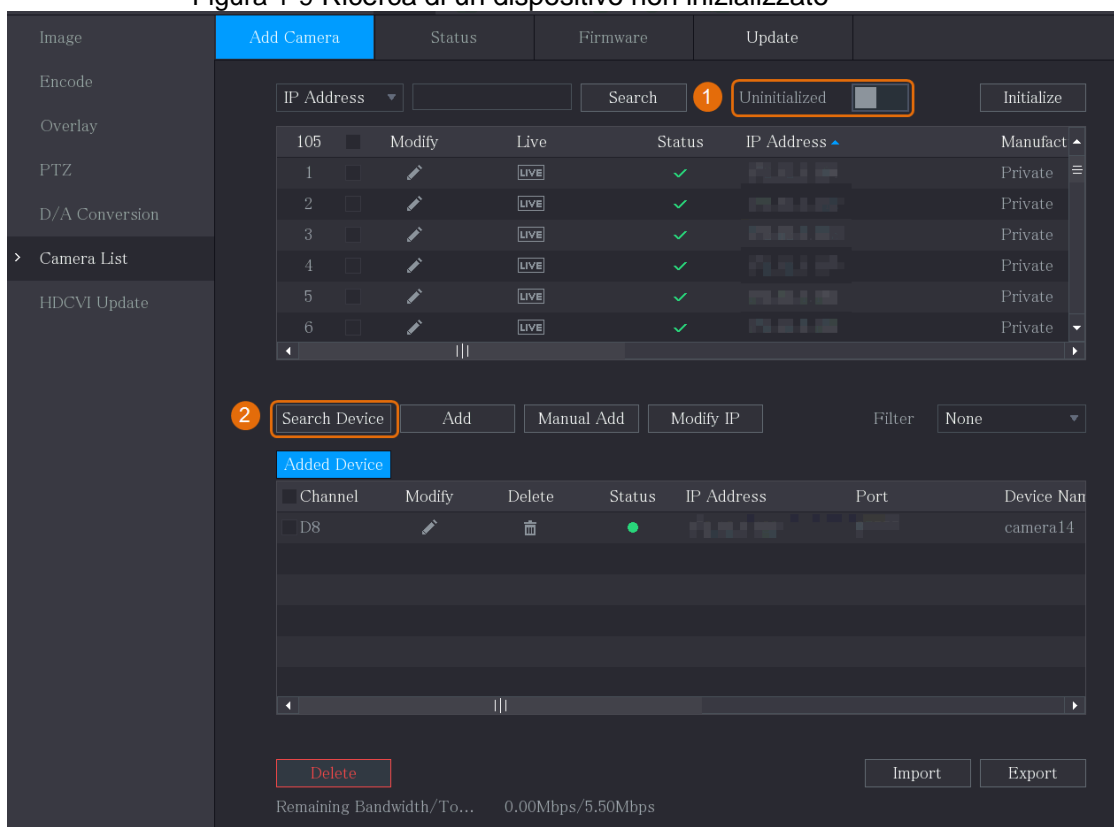 Figura 1-9 Ricerca di un dispositivo non inizializzato
Image
Encode
Overlay
PTZ
D/A Conversion
Camera List
HDCVI Update
Add Camera Status Firmware Update
IP Address Search 1 Uninitialized Initialize
105 Modify Live Status IP Address Manufact
1 LIVE Private
2 LIVE Private
3 LIVE Private
4 LIVE Private
5 LIVE Private
6 LIVE Private
2 Search Device Add Manual Add Modify IP Filter None
Added Device
Channel Modify Delete Status IP Address Port Device Nam
D8 camera14
Delete Import Export
Remaining Bandwidth/To... 0.00Mbps/5.50Mbps